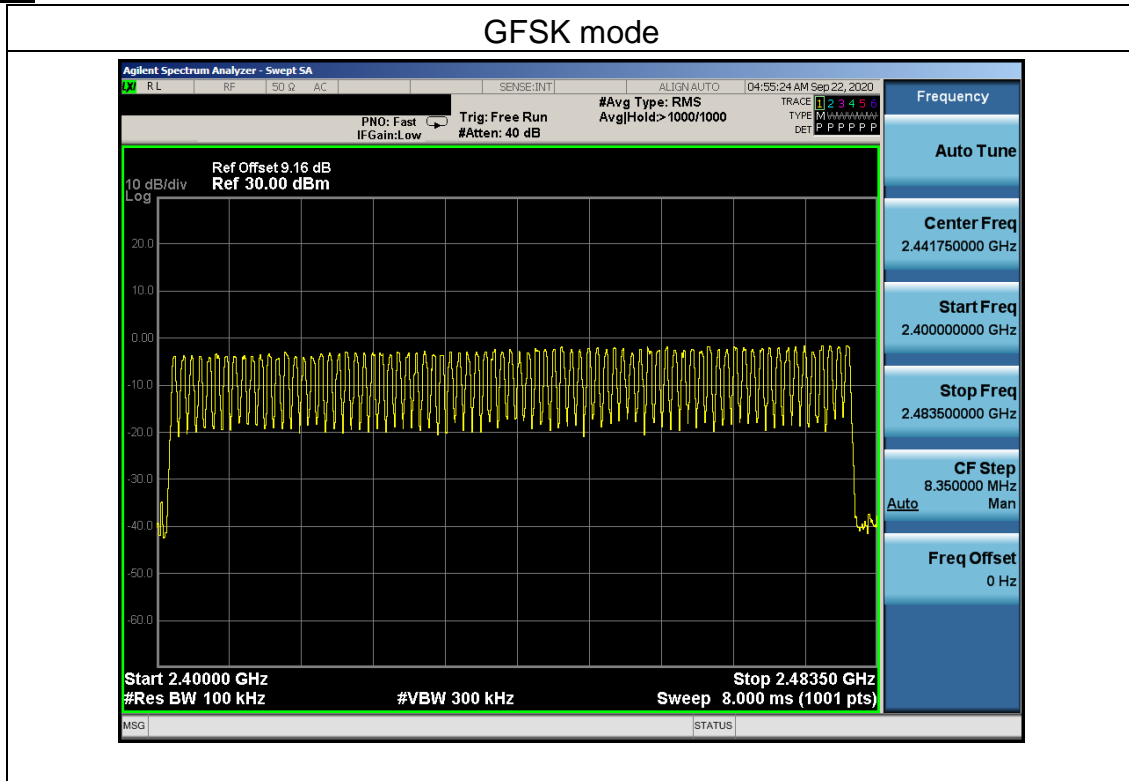 GFSK mode
Agilent Spectrum Analyzer - Swept SA
LXI RL RF 50 Ω AC SENSE:INT ALIGN AUTO 04:55:24 AM Sep 22, 2020
PNO: Fast
IFGain:Low
Trig: Free Run
#Atten: 40 dB
#Avg Type: RMS
Avg|Hold:>1000/1000
TRACE 1 2 3 4 5 6
TYPE M WWWWW
DET P P P P P P
Ref Offset 9.16 dB
10 dB/div Ref 30.00 dBm
Log
20.0
10.0
0.00
-10.0
-20.0
-30.0
-40.0
-50.0
-60.0
Start 2.40000 GHz Stop 2.48350 GHz
#Res BW 100 kHz #VBW 300 kHz Sweep 8.000 ms (1001 pts)
MSG STATUS
Frequency
Auto Tune
Center Freq
2.441750000 GHz
Start Freq
2.400000000 GHz
Stop Freq
2.483500000 GHz
CF Step
8.350000 MHz
Auto Man
Freq Offset
0 Hz